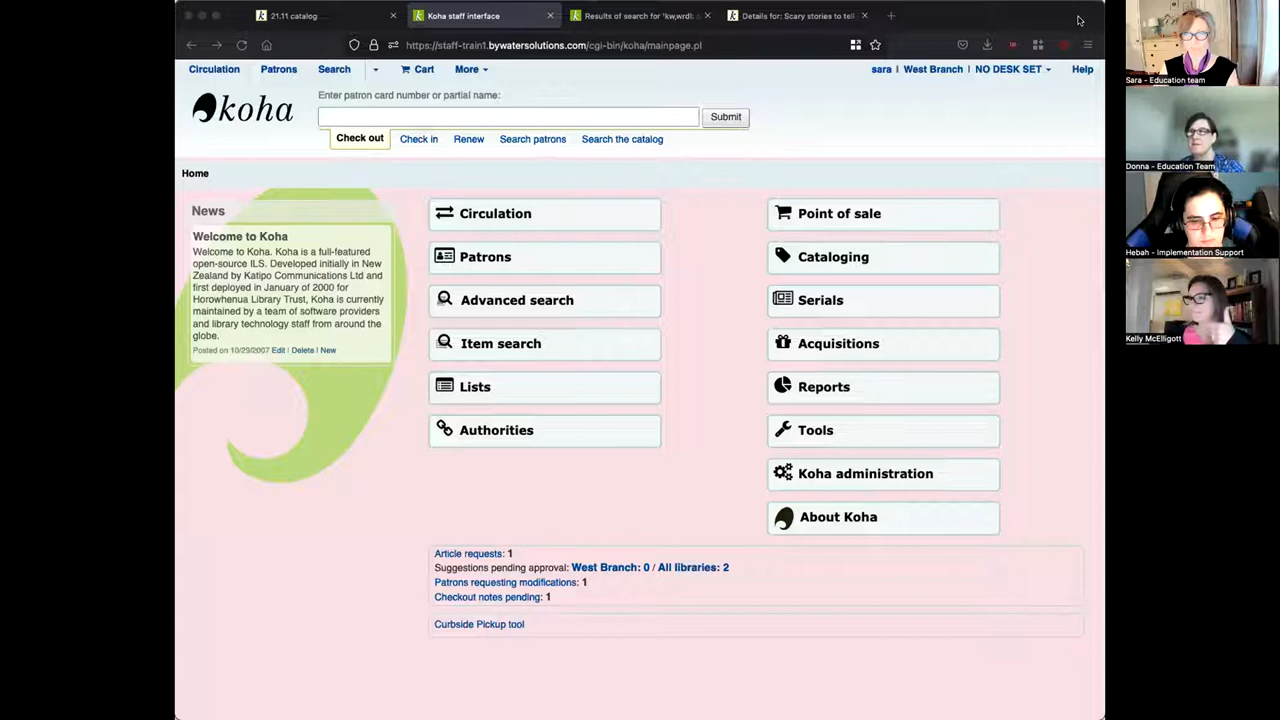 21.11 catalog
Koha staff interface
Results of search for 'kw,wrdl:
Details for: Scary stories to tell
https://staff-train1.bywatersolutions.com/cgi-bin/koha/mainpage.pl
Circulation Patrons Search Cart More
sara | West Branch | NO DESK SET Help
koha
Enter patron card number or partial name:
Submit
Check out Check in Renew Search patrons Search the catalog
Home
News
Welcome to Koha
Welcome to Koha. Koha is a full-featured
open-source ILS. Developed initially in New
Zealand by Katipo Communications Ltd and
first deployed in January of 2000 for
Horowhenua Library Trust, Koha is currently
maintained by a team of software providers
and library technology staff from around the
globe.
Posted on 10/29/2007 Edit | Delete | New
Circulation
Patrons
Advanced search
Item search
Lists
Authorities
Point of sale
Cataloging
Serials
Acquisitions
Reports
Tools
Koha administration
About Koha
Article requests: 1
Suggestions pending approval: West Branch: 0 / All libraries: 2
Patrons requesting modifications: 1
Checkout notes pending: 1
Curbside Pickup tool
Sara - Education team
Donna - Education Team
Hebah - Implementation Support
Kelly McElligott